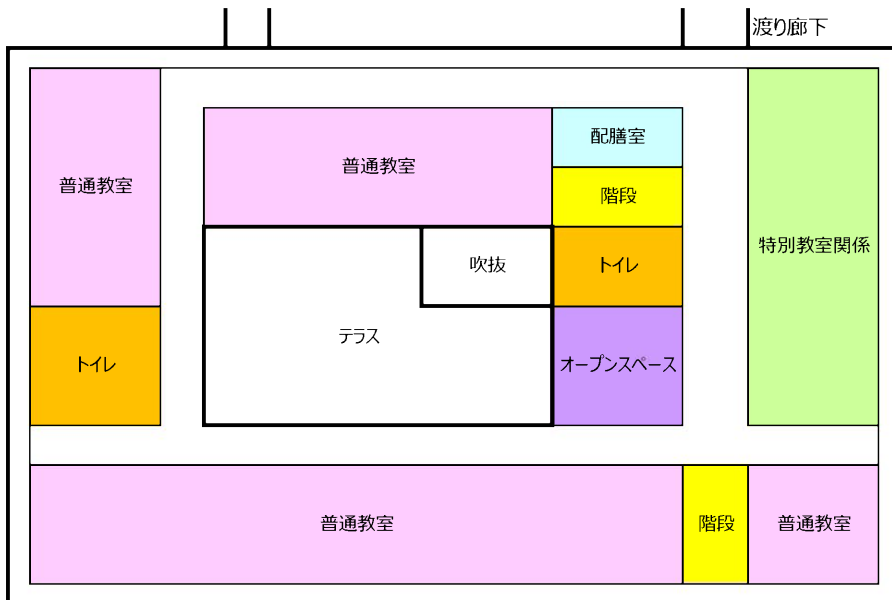 渡り廊下
配膳室
普通教室
普通教室
階段
特別教室関係
吹抜
トイレ
テラス
トイレ
オープンスペース
普通教室
階段
普通教室